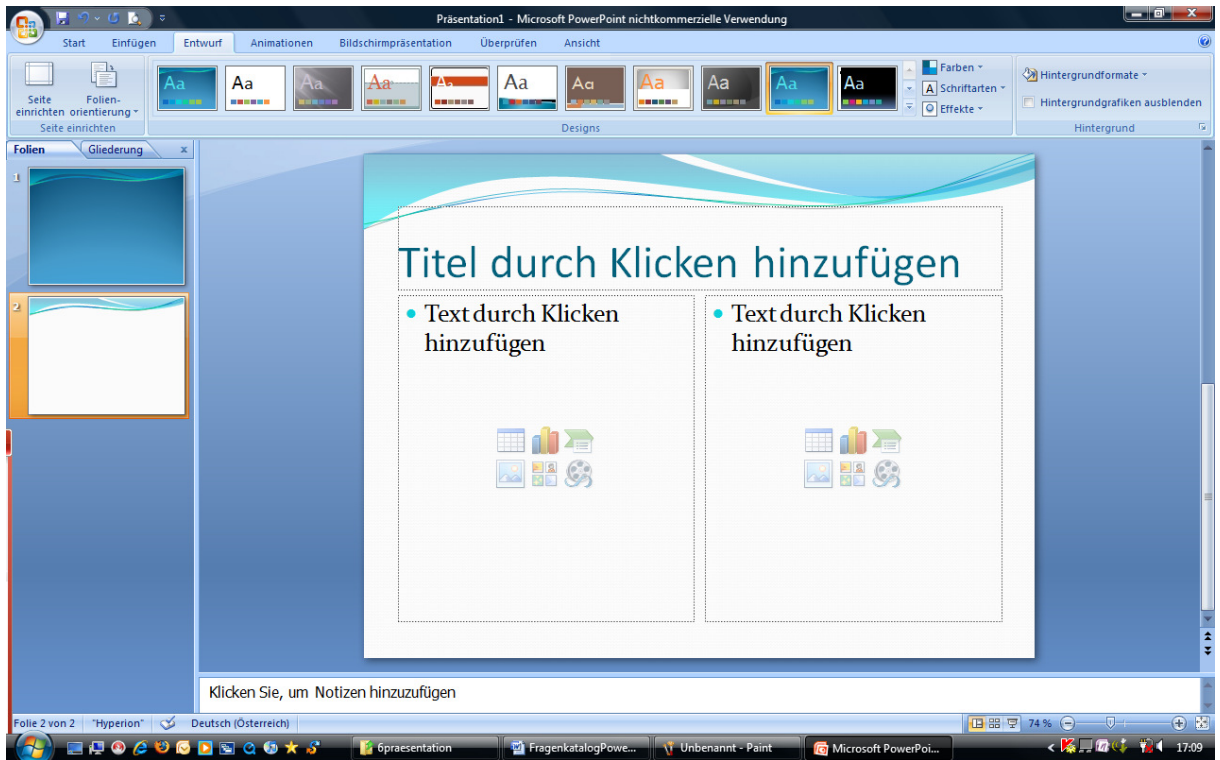 Präsentation1 - Microsoft PowerPoint nichtkommerzielle Verwendung
Start Einfügen Entwurf Animationen Bildschirmpräsentation Überprüfen Ansicht
Seite einrichten
Folien-orientierung
Aa Aa Aa Aa Aa Aa Aa Aa Aa Aa Aa
Farben
Schriftarten
Effekte
Hintergrundformate
Hintergrundgrafiken ausblenden
Seite einrichten Designs Hintergrund
Folien Gliederung x
1
2
Titel durch Klicken hinzufügen
Text durch Klicken
hinzufügen
Text durch Klicken
hinzufügen
Klicken Sie, um Notizen hinzuzufügen
Folie 2 von 2 "Hyperion" Deutsch (Österreich) 74 %
6praesentation FragenkatalogPowe... Unbenannt - Paint Microsoft PowerPoi... 17:09